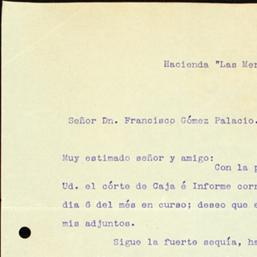 Hacienda "Las Mer
Señor Dn. Francisco Gómez Palacio.
Muy estimado señor y amigo:
Con la p
Ud. el córte de Caja é Informe corr
dia 6 del més en curso; deseo que e
mis adjuntos.
Sigue la fuerte sequía, ha